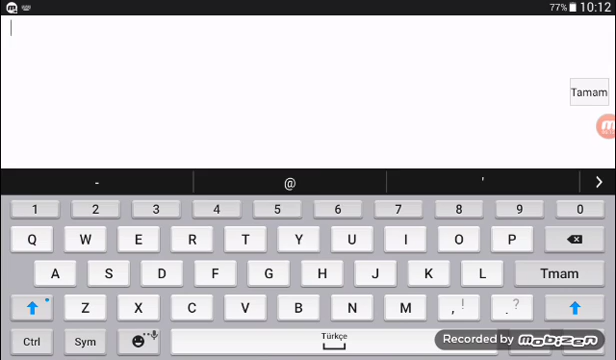 77% 10:12
Tamam
- @ '
1 2 3 4 5 6 7 8 9 0
Q W E R T Y U I O P
A S D F G H J K L Tmam
Z X C V B N M , ! . ?
Ctrl Sym Türkçe
Recorded by mobizen